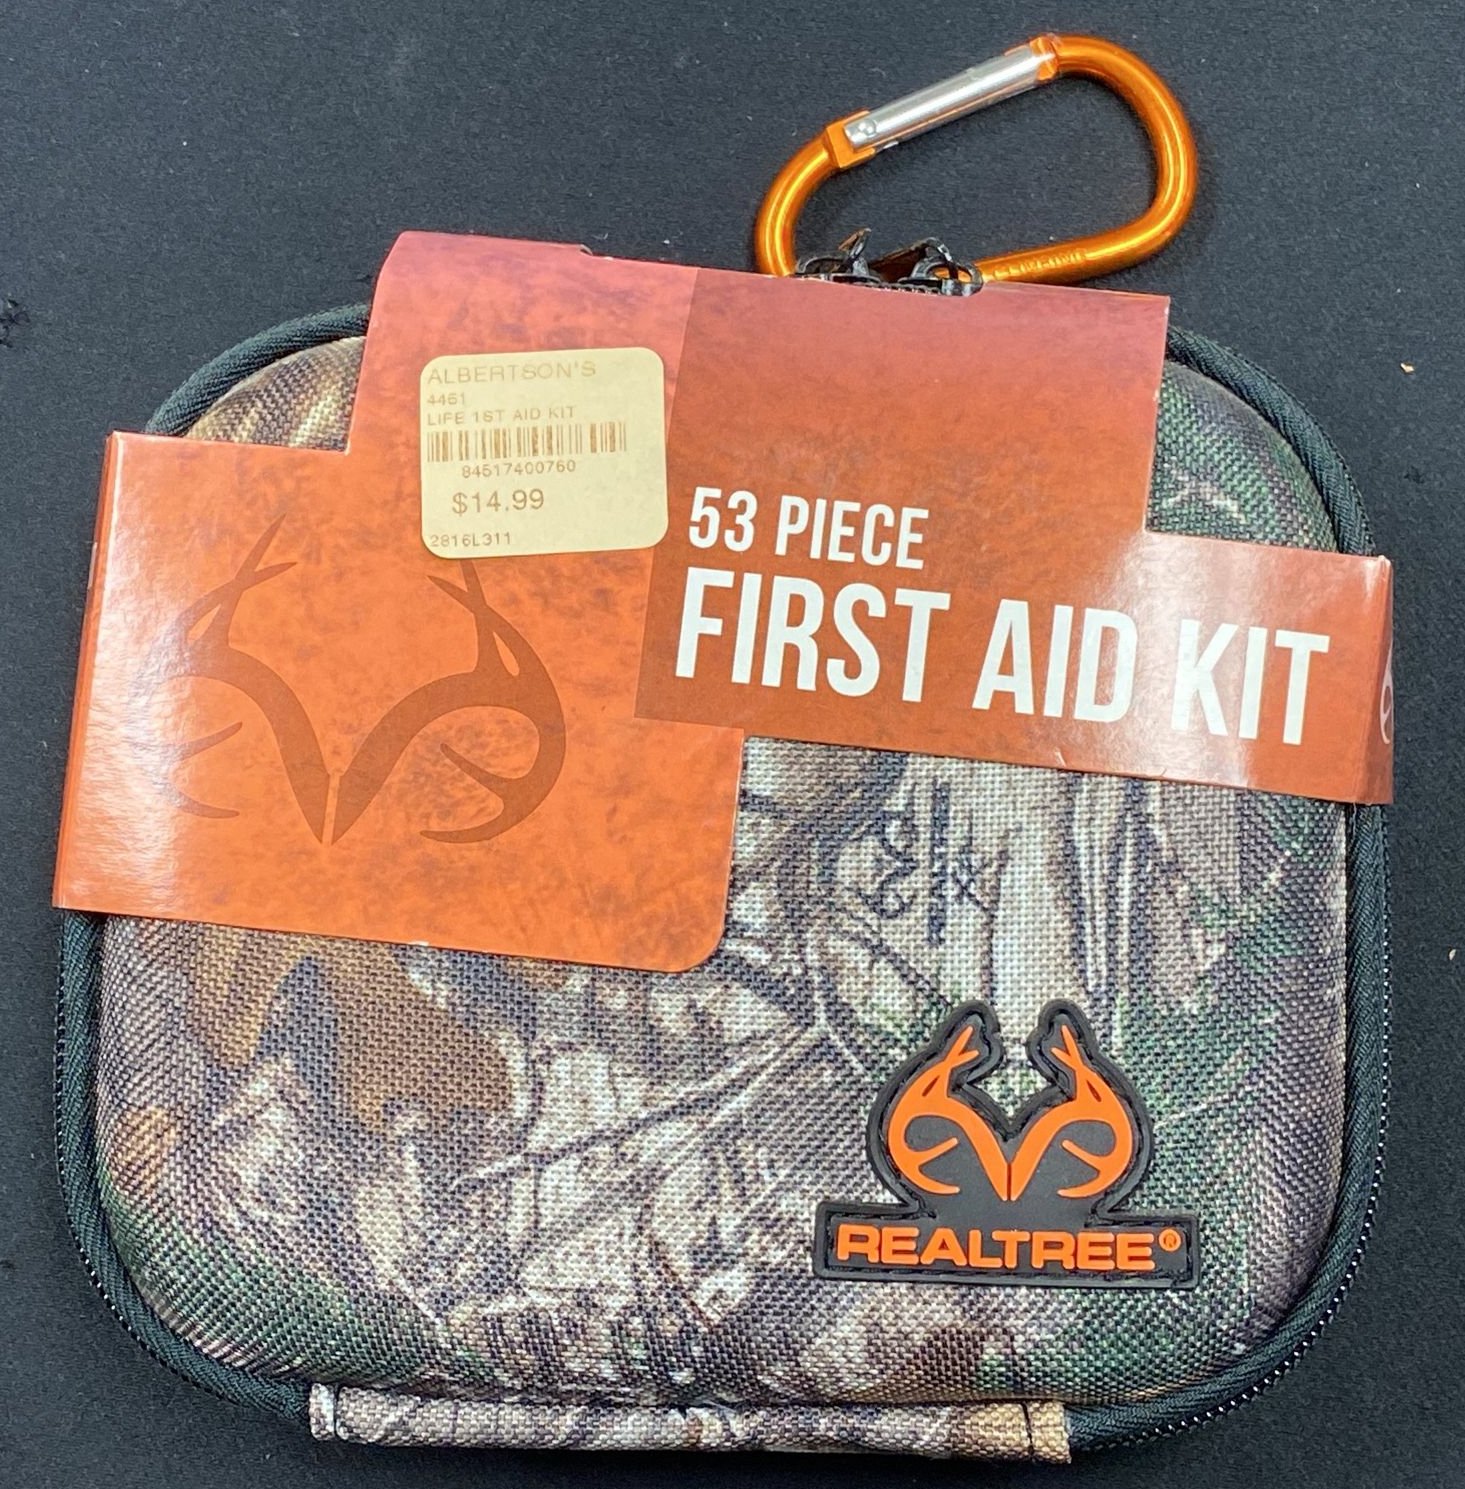 ALBERTSON'S
4461
LIFE 1ST AID KIT
84517400760
$14.99
2816L311
53 PIECE
FIRST AID KIT
REALTREE®